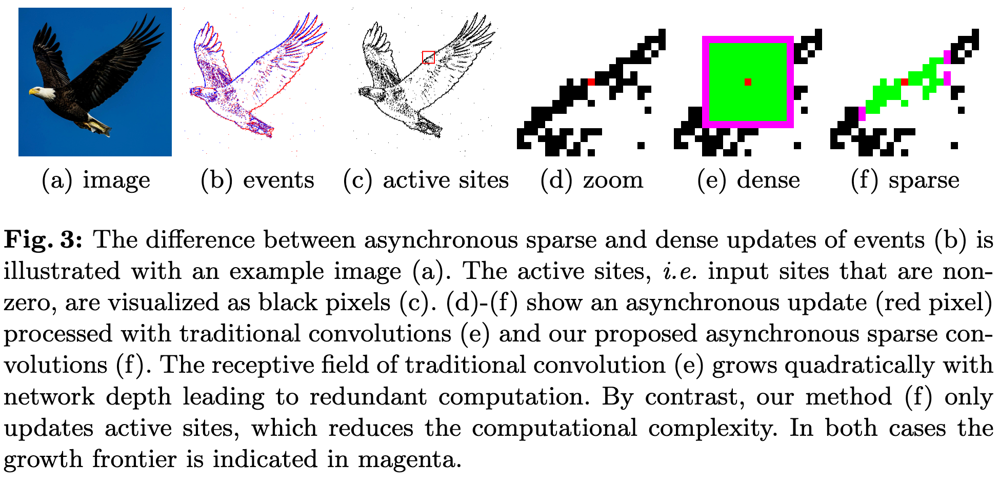 (a) image (b) events (c) active sites (d) zoom (e) dense (f) sparse
Fig. 3: The difference between asynchronous sparse and dense updates of events (b) is
illustrated with an example image (a). The active sites, i.e. input sites that are non-
zero, are visualized as black pixels (c). (d)-(f) show an asynchronous update (red pixel)
processed with traditional convolutions (e) and our proposed asynchronous sparse con-
volutions (f). The receptive field of traditional convolution (e) grows quadratically with
network depth leading to redundant computation. By contrast, our method (f) only
updates active sites, which reduces the computational complexity. In both cases the
growth frontier is indicated in magenta.